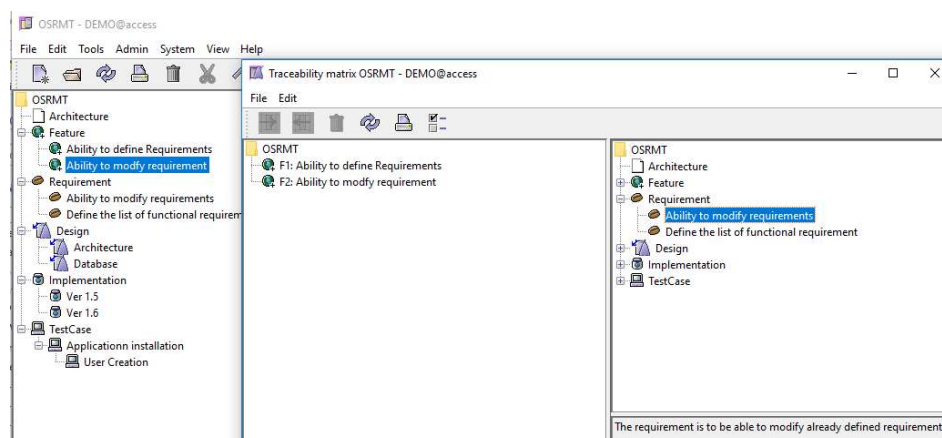 OSRMT - DEMO@access
File Edit Tools Admin System View Help
OSRMT
Architecture
Feature
Ability to define Requirements
Ability to modfy requirement
Requirement
Ability to modify requirements
Define the list of functional requirem
Design
Architecture
Database
Implementation
Ver 1.5
Ver 1.6
TestCase
Applicationn installation
User Creation
Traceability matrix OSRMT - DEMO@access
File Edit
OSRMT
F1: Ability to define Requirements
F2: Ability to modfy requirement
OSRMT
Architecture
Feature
Requirement
Ability to modify requirements
Define the list of functional requirement
Design
Implementation
TestCase
The requirement is to be able to modify already defined requirement